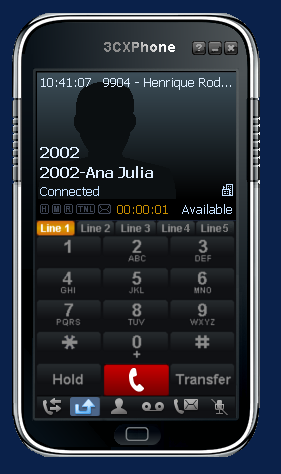 3CXPhone ? _ X
10:41:07 9904 - Henrique Rod...
2002
2002-Ana Julia
Connected
H M R TNL 00:00:01 Available
Line 1 Line 2 Line 3 Line 4 Line5
1 2 3
ABC DEF
4 5 6
GHI JKL MNO
7 8 9
PQRS TUV WXYZ
* 0 #
+
Hold Transfer